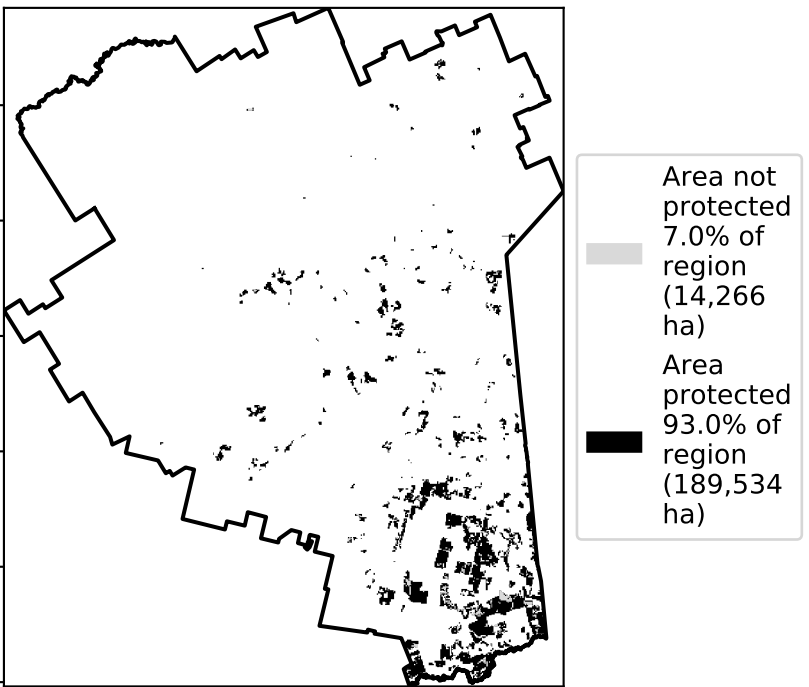 Area not
protected
7.0% of
region
(14,266
ha)
Area
protected
93.0% of
region
(189,534
ha)